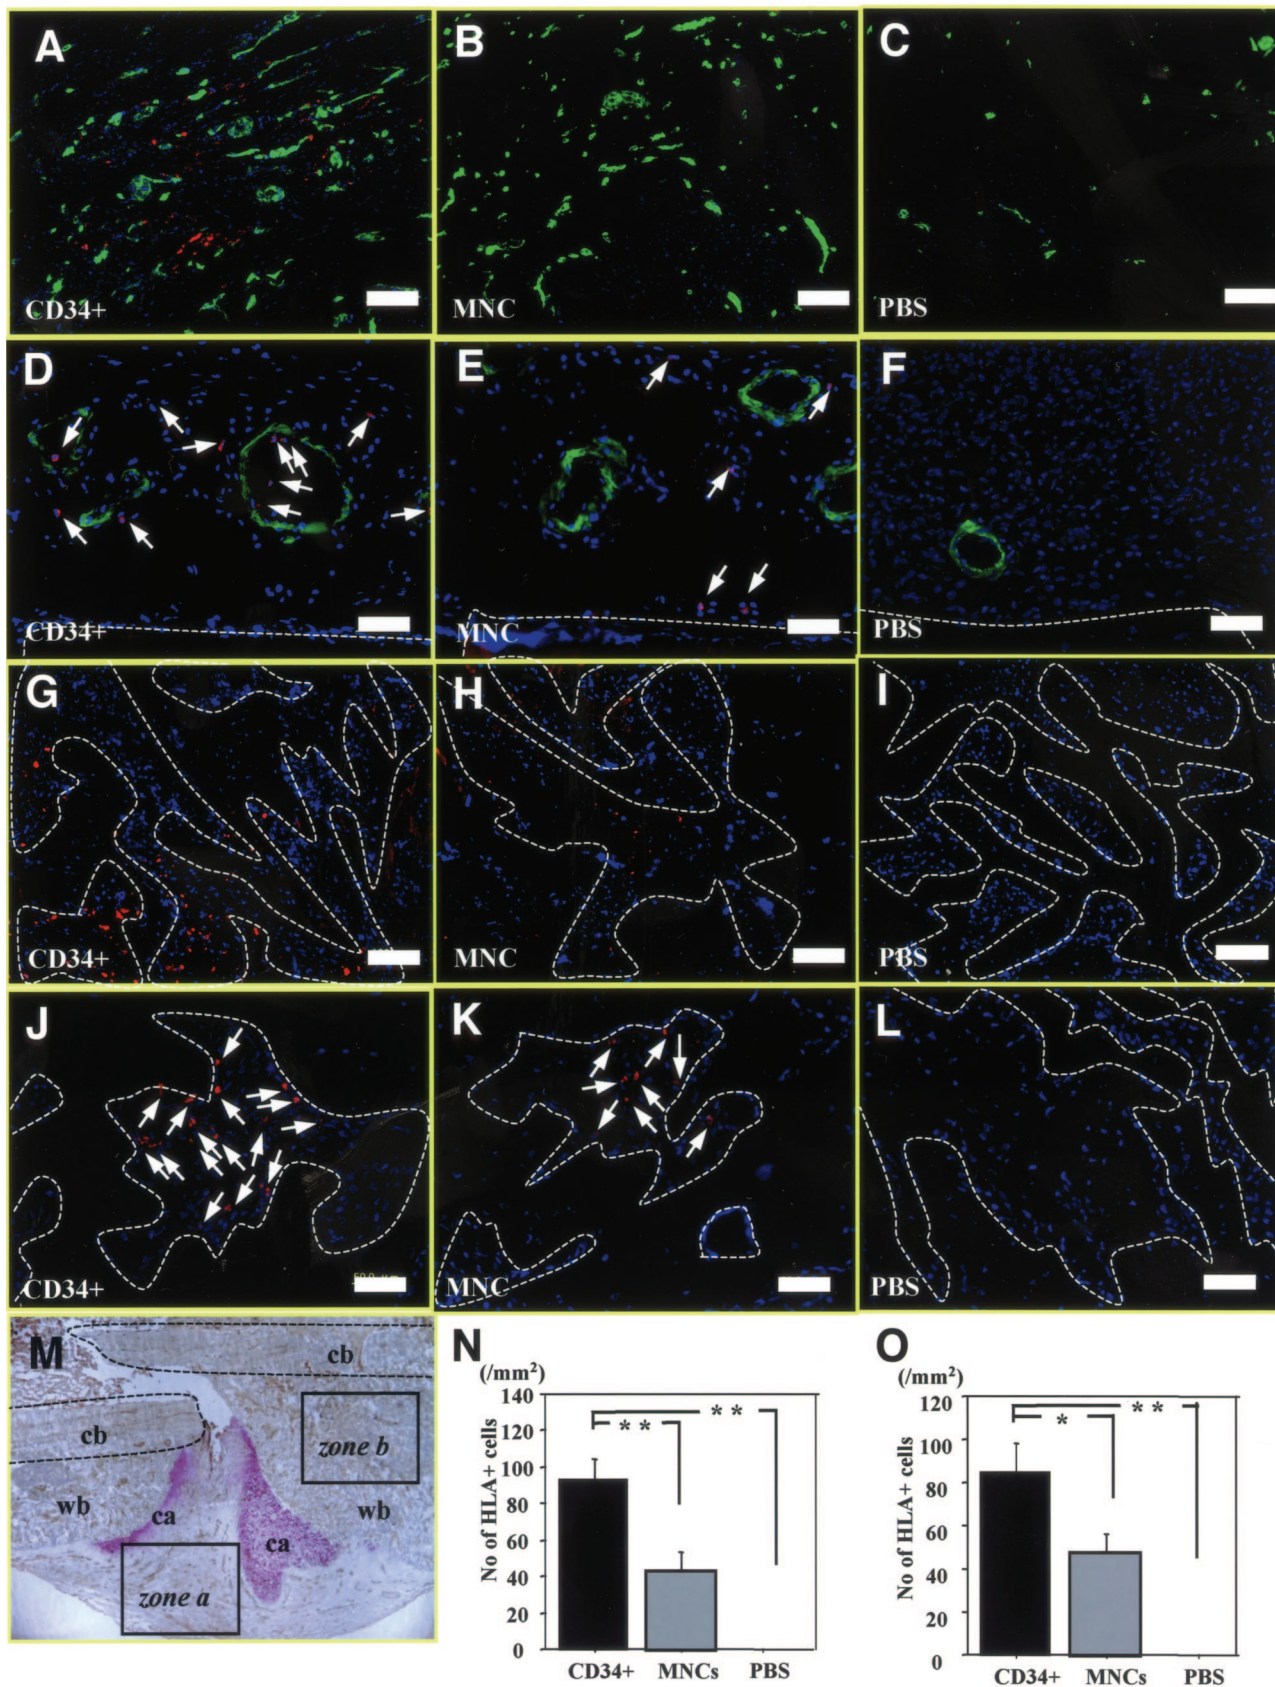 A
B
C
CD34+
MNC
PBS
D
E
F
CD34+
MNC
PBS
G
H
I
CD34+
MNC
PBS
J
K
L
CD34+
MNC
PBS
M
cb
cb
zone b
wb
wb
ca
ca
zone a
N
(/mm²)
No of HLA+ cells
140
120
100
80
60
40
20
0
* *
* *
CD34+ MNCs PBS
O
(/mm²)
No of HLA+ cells
120
100
80
60
40
20
0
* *
*
CD34+ MNCs PBS